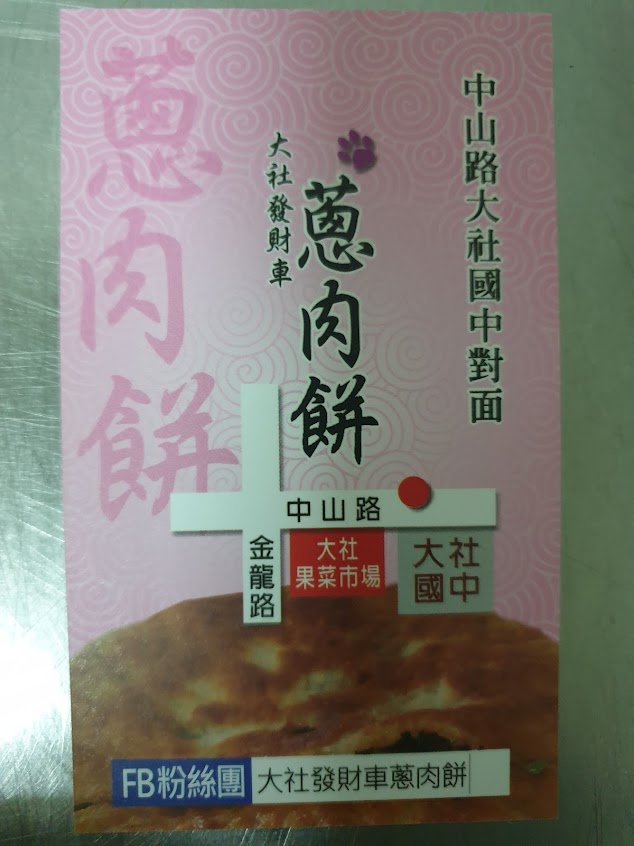 中山路大社國中對面
大社發財車
蔥肉餅
蔥肉餅
中山路
金龍路
大社
果菜市場
大社
國中
FB粉絲團 大社發財車蔥肉餅